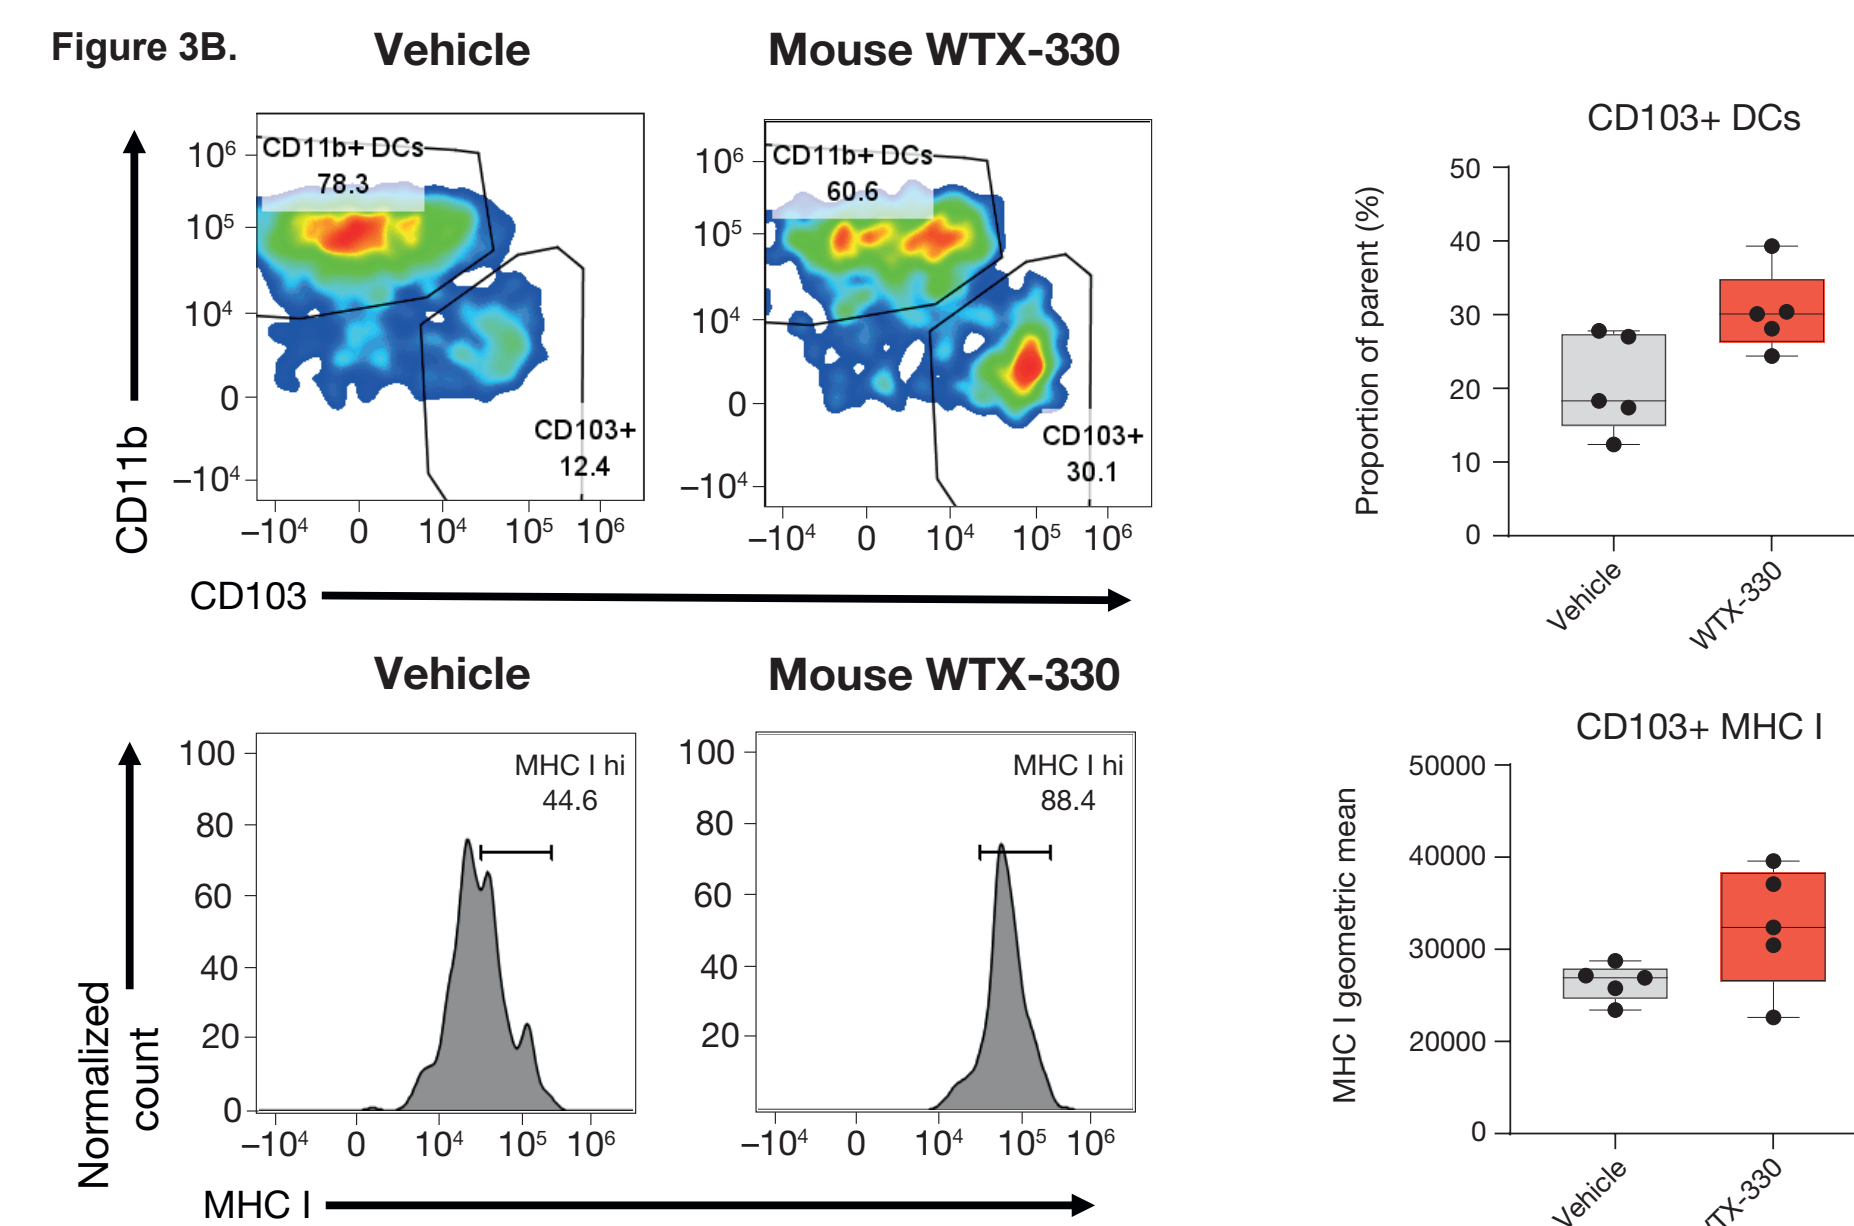 Figure 3B.
Vehicle
Mouse WTX-330
CD11b
10⁶
10⁵
10⁴
0
−10⁴
CD11b+ DCs
78.3
CD103+
12.4
−10⁴ 0 10⁴ 10⁵ 10⁶
10⁶
10⁵
10⁴
0
−10⁴
CD11b+ DCs
60.6
CD103+
30.1
−10⁴ 0 10⁴ 10⁵ 10⁶
CD103
CD103+ DCs
Proportion of parent (%)
50
40
30
20
10
0
Vehicle
WTX-330
Vehicle
Mouse WTX-330
Normalized
count
100
80
60
40
20
0
MHC I hi
44.6
−10⁴ 0 10⁴ 10⁵ 10⁶
100
80
60
40
20
MHC I hi
88.4
−10⁴ 0 10⁴ 10⁵ 10⁶
MHC I
CD103+ MHC I
MHC I geometric mean
50000
40000
30000
20000
0
Vehicle
TX-330